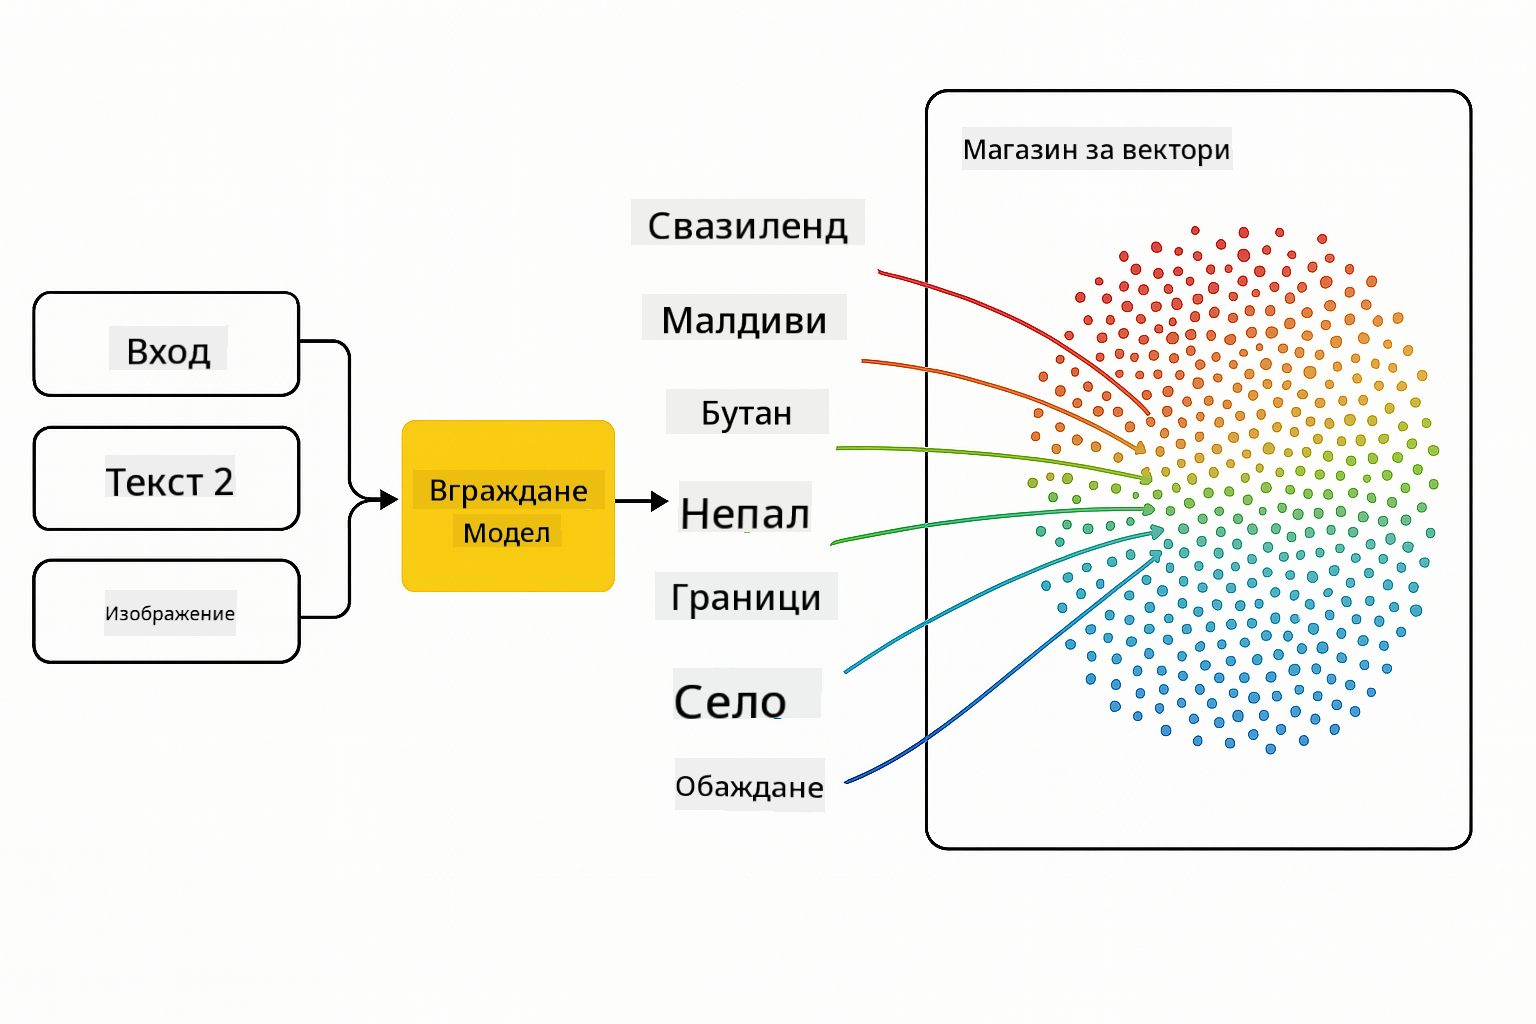 Вход
Текст 2
Изображение
Вграждане
Модел
Свазиленд
Малдиви
Бутан
Непал
Граници
Село
Обаждане
Магазин за вектори